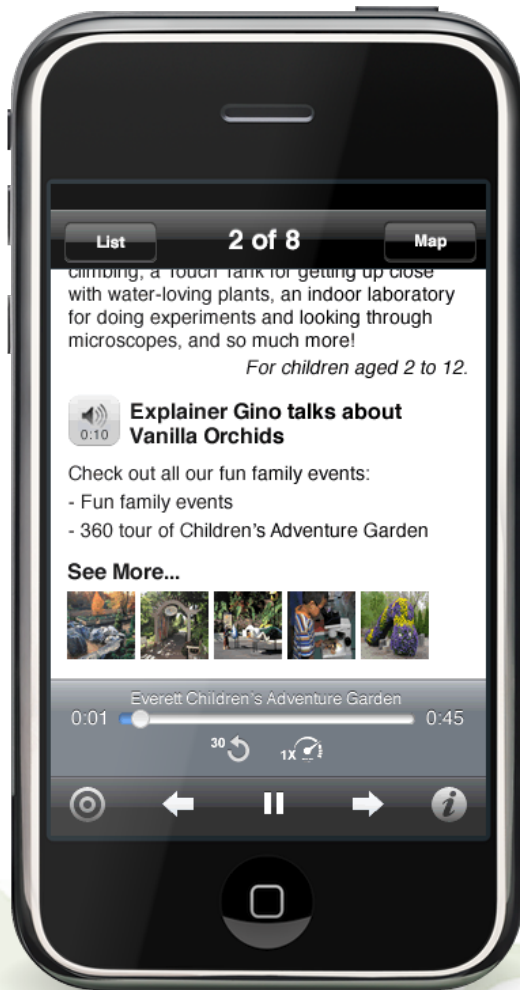 List
2 of 8
Map
climbing, a Touch Tank for getting up close
with water-loving plants, an indoor laboratory
for doing experiments and looking through
microscopes, and so much more!
For children aged 2 to 12.
0:10
Explainer Gino talks about
Vanilla Orchids
Check out all our fun family events:
- Fun family events
- 360 tour of Children's Adventure Garden
See More...
Everett Children's Adventure Garden
0:01
0:45
30
1X
i